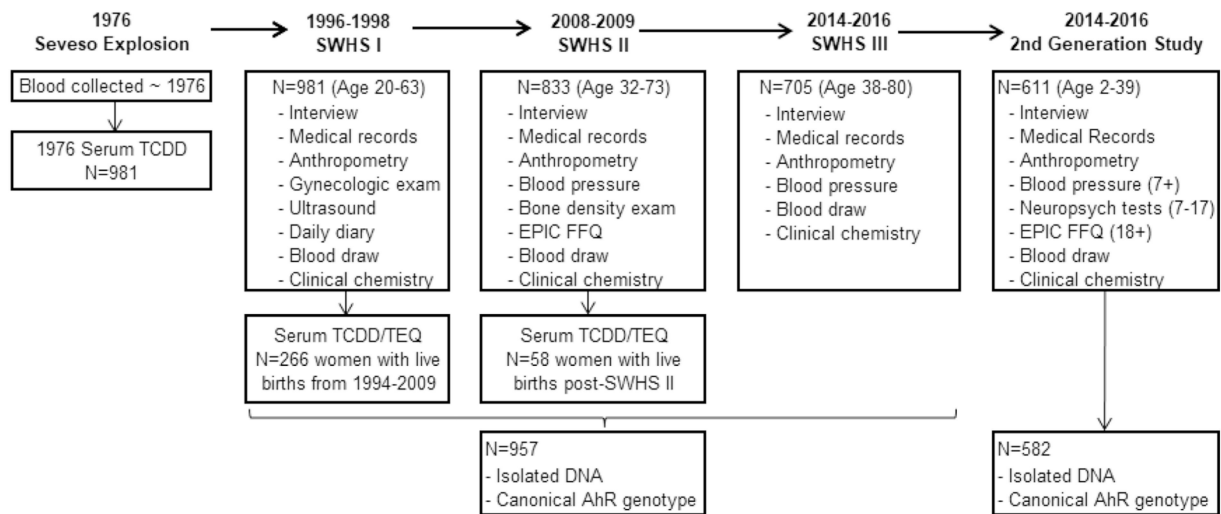 1976
Seveso Explosion
1996-1998
SWHS I
2008-2009
SWHS II
2014-2016
SWHS III
2014-2016
2nd Generation Study
Blood collected ~ 1976
1976 Serum TCDD
N=981
N=981 (Age 20-63)
- Interview
- Medical records
- Anthropometry
- Gynecologic exam
- Ultrasound
- Daily diary
- Blood draw
- Clinical chemistry
N=833 (Age 32-73)
- Interview
- Medical records
- Anthropometry
- Blood pressure
- Bone density exam
- EPIC FFQ
- Blood draw
- Clinical chemistry
N=705 (Age 38-80)
- Interview
- Medical records
- Anthropometry
- Blood pressure
- Blood draw
- Clinical chemistry
N=611 (Age 2-39)
- Interview
- Medical Records
- Anthropometry
- Blood pressure (7+)
- Neuropsych tests (7-17)
- EPIC FFQ (18+)
- Blood draw
- Clinical chemistry
Serum TCDD/TEQ
N=266 women with live
births from 1994-2009
Serum TCDD/TEQ
N=58 women with live
births post-SWHS II
N=957
- Isolated DNA
- Canonical AhR genotype
N=582
- Isolated DNA
- Canonical AhR genotype